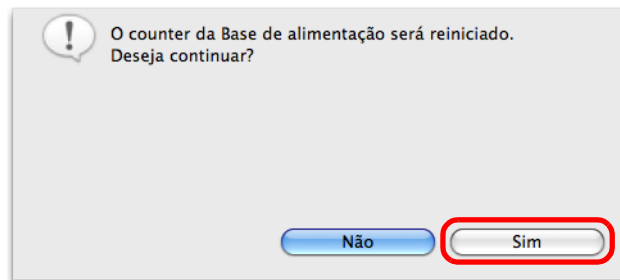 O counter da Base de alimentação será reiniciado.
Deseja continuar?
Não
Sim